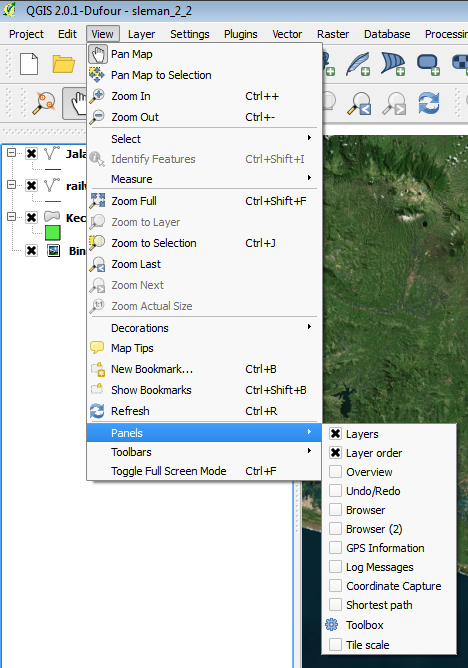 QGIS 2.0.1-Dufour - sleman_2_2
Project Edit View Layer Settings Plugins Vector Raster Database Processing
Pan Map
Pan Map to Selection
Zoom In Ctrl++
Zoom Out Ctrl+-
Select
Identify Features Ctrl+Shift+I
Measure
Zoom Full Ctrl+Shift+F
Zoom to Layer
Zoom to Selection Ctrl+J
Zoom Last
Zoom Next
Zoom Actual Size
Decorations
Map Tips
New Bookmark... Ctrl+B
Show Bookmarks Ctrl+Shift+B
Refresh Ctrl+R
Panels
Toolbars
Toggle Full Screen Mode Ctrl+F
Jala
railw
Kec
Bin
Layers
Layer order
Overview
Undo/Redo
Browser
Browser (2)
GPS Information
Log Messages
Coordinate Capture
Shortest path
Toolbox
Tile scale